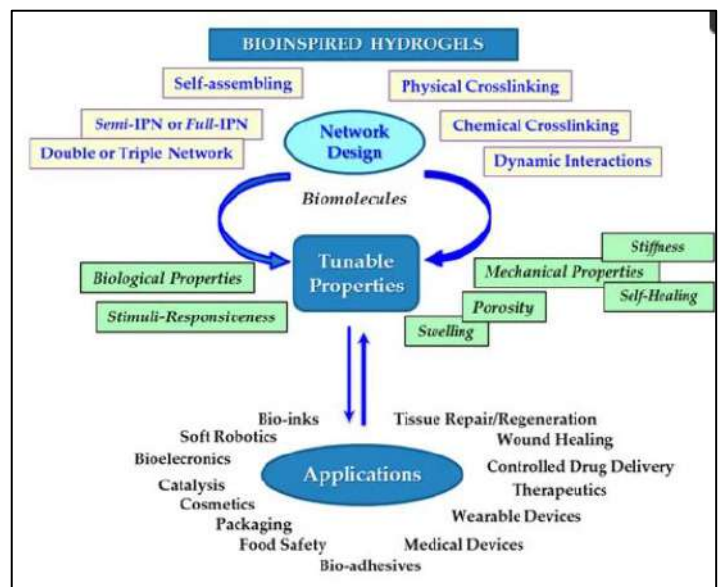 BIOINSPIRED HYDROGELS
Self-assembling
Physical Crosslinking
Semi-IPN or Full-IPN
Network
Design
Chemical Crosslinking
Double or Triple Network
Dynamic Interactions
Biomolecules
Stiffness
Tunable
Properties
Biological Properties
Mechanical Properties
Self-Healing
Stimuli-Responsiveness
Porosity
Swelling
Bio-inks
Tissue Repair/Regeneration
Soft Robotics
Wound Healing
Bioelecronics
Applications
Controlled Drug Delivery
Catalysis
Therapeutics
Cosmetics
Wearable Devices
Packaging
Food Safety
Medical Devices
Bio-adhesives